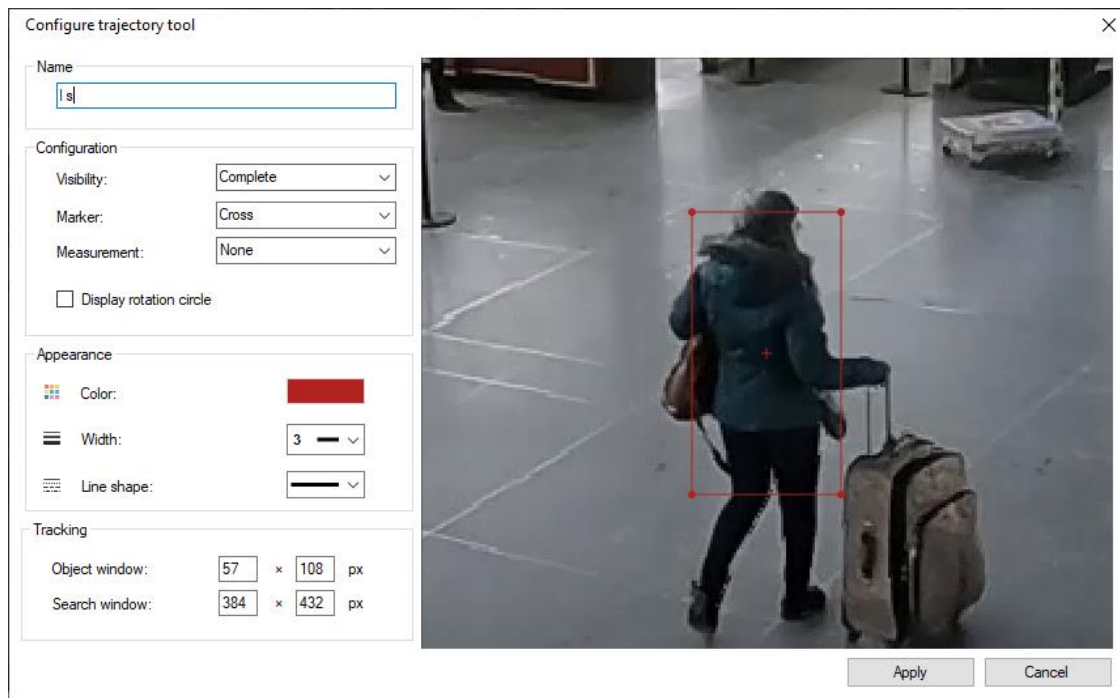 Configure trajectory tool
Name
l s
Configuration
Visibility: Complete
Marker: Cross
Measurement: None
Display rotation circle
Appearance
Color:
Width: 3
Line shape:
Tracking
Object window: 57 × 108 px
Search window: 384 × 432 px
Apply Cancel